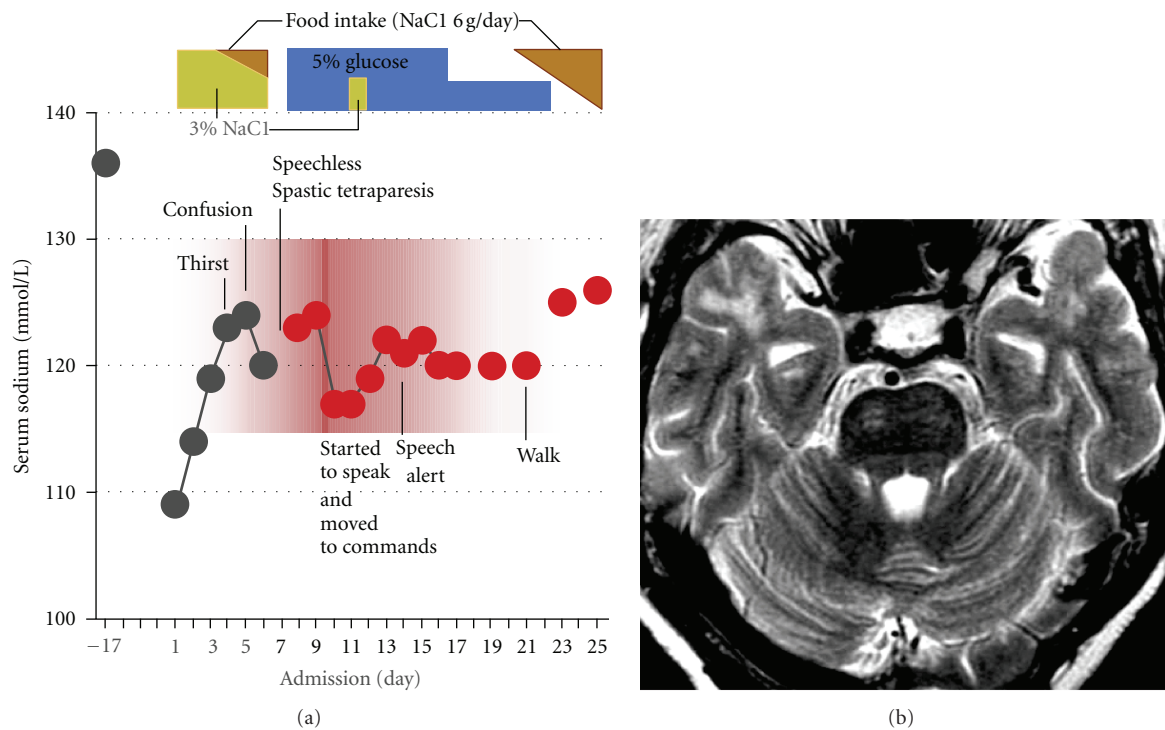 Food intake (NaC1 6 g/day)
5% glucose
3% NaC1
140
130
120
110
100
Serum sodium (mmol/L)
Speechless
Spastic tetraparesis
Confusion
Thirst
Started
to speak
and
moved
to commands
Speech
alert
Walk
−17 1 3 5 7 9 11 13 15 17 19 21 23 25
Admission (day)
(a)
(b)